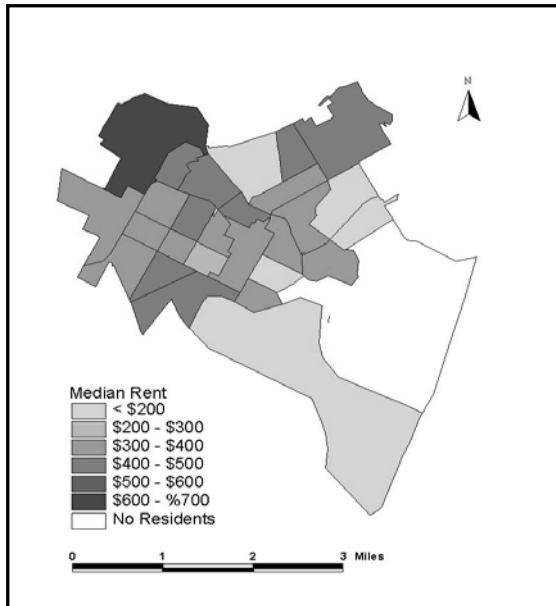 N
Median Rent
< $200
$200 - $300
$300 - $400
$400 - $500
$500 - $600
$600 - %700
No Residents
0 1 2 3 Miles